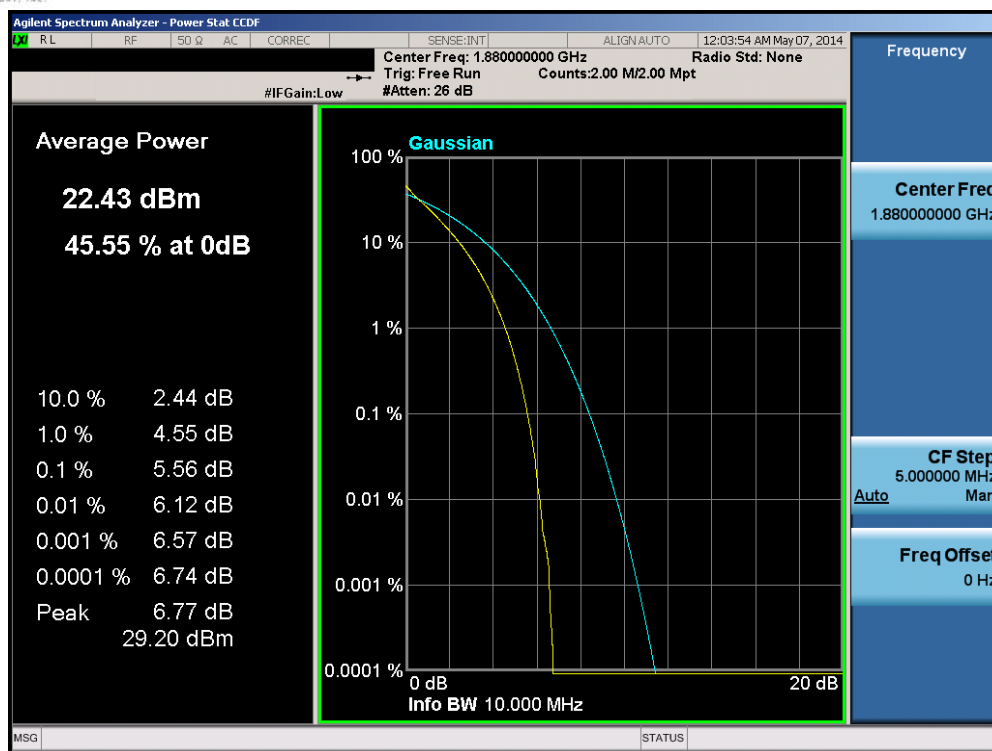 Agilent Spectrum Analyzer - Power Stat CCDF
LXI RL RF 50 Ω AC CORREC SENSE:INT ALIGN AUTO 12:03:54 AM May 07, 2014
Center Freq: 1.880000000 GHz Radio Std: None
Trig: Free Run Counts:2.00 M/2.00 Mpt
#IFGain:Low #Atten: 26 dB
Frequency
Average Power
22.43 dBm
45.55 % at 0dB
10.0 % 2.44 dB
1.0 % 4.55 dB
0.1 % 5.56 dB
0.01 % 6.12 dB
0.001 % 6.57 dB
0.0001 % 6.74 dB
Peak 6.77 dB
29.20 dBm
Gaussian
100 %
10 %
1 %
0.1 %
0.01 %
0.001 %
0.0001 %
0 dB 20 dB
Info BW 10.000 MHz
Center Freq
1.880000000 GHz
CF Step
5.000000 MHz
Auto Man
Freq Offset
0 Hz
MSG STATUS